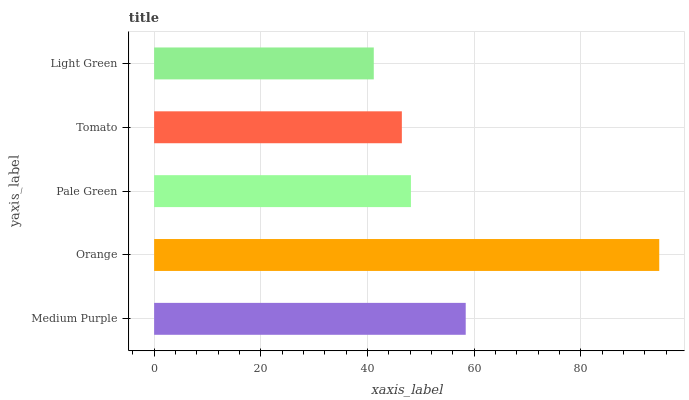 title
Light Green
Tomato
Pale Green
Orange
Medium Purple
yaxis_label
0 20 40 60 80
xaxis_label